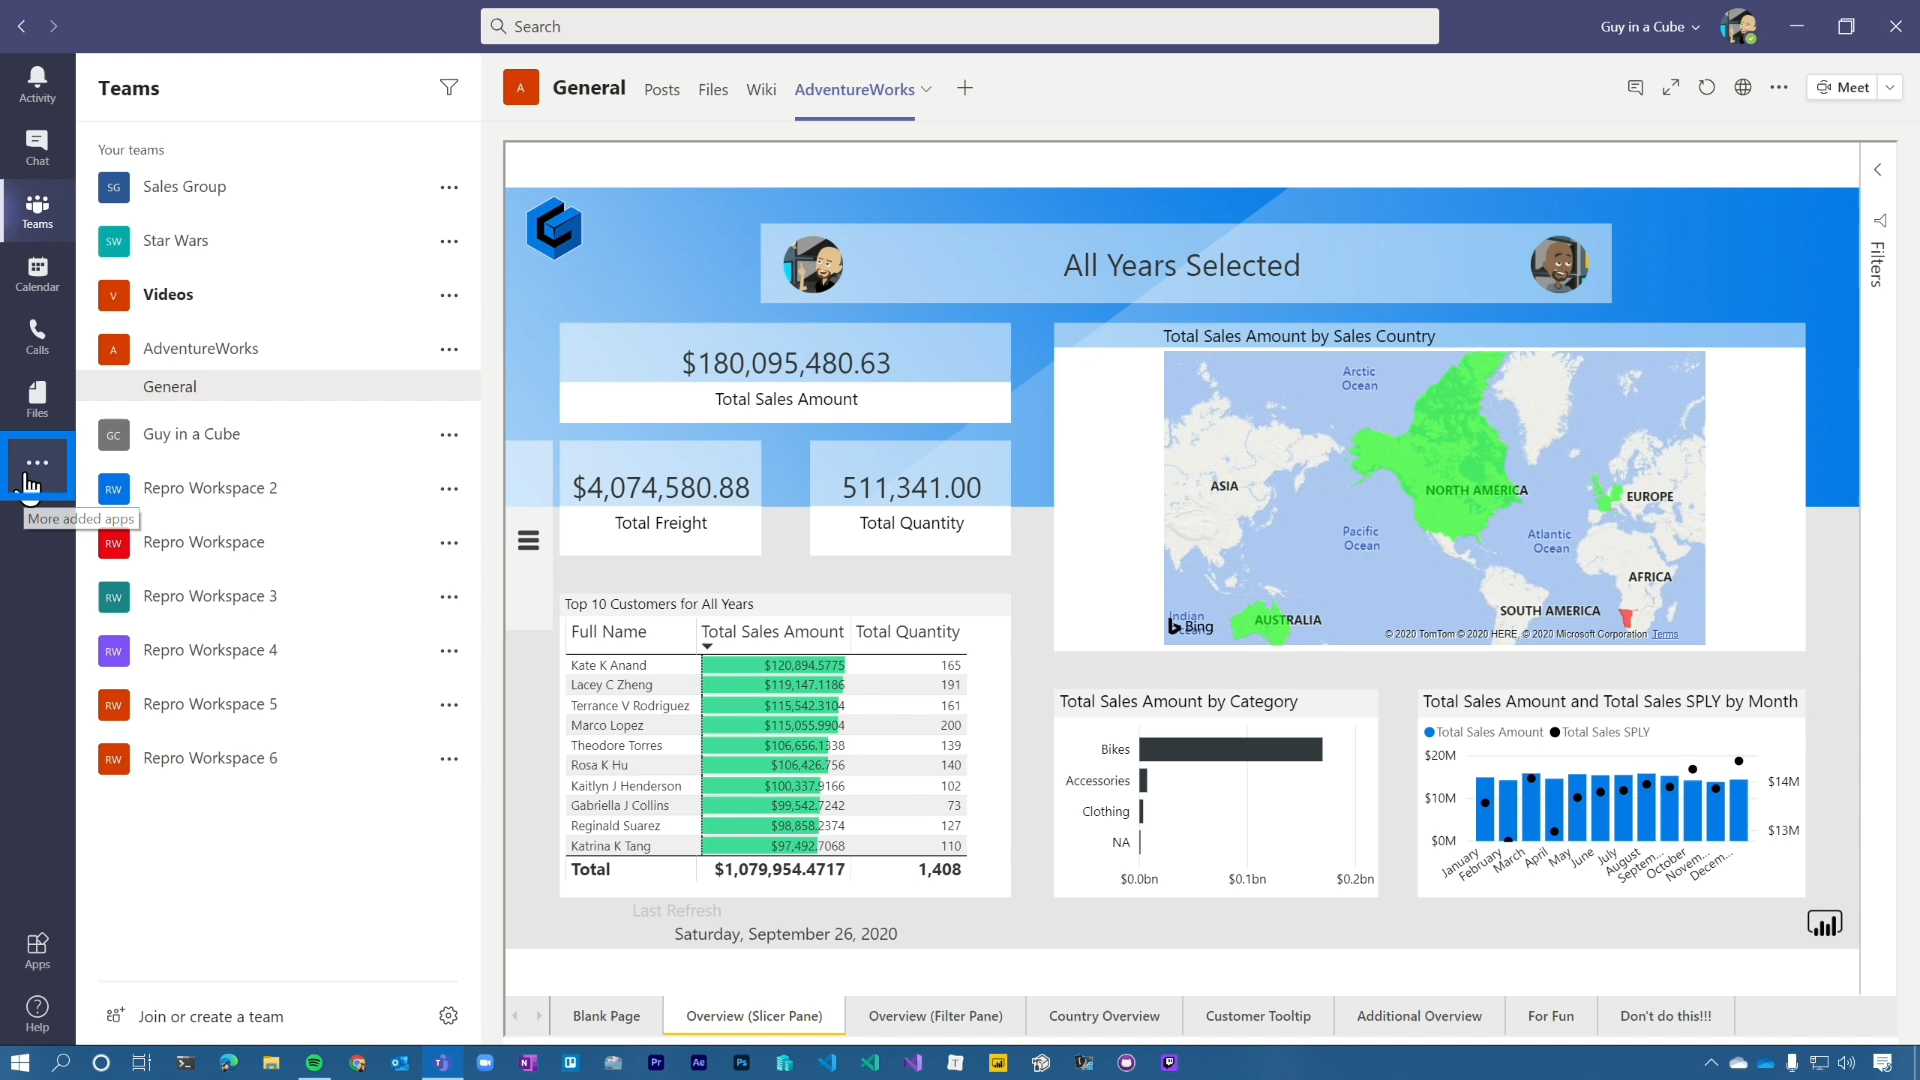 Search
Guy in a Cube
Activity
Chat
Teams
Calendar
Calls
Files
More added apps
Apps
Help
Teams
Your teams
SG Sales Group
SW Star Wars
V Videos
A AdventureWorks
General
GC Guy in a Cube
RW Repro Workspace 2
RW Repro Workspace
RW Repro Workspace 3
RW Repro Workspace 4
RW Repro Workspace 5
RW Repro Workspace 6
Join or create a team
A General Posts Files Wiki AdventureWorks
Meet
Filters
All Years Selected
$180,095,480.63
Total Sales Amount
$4,074,580.88
Total Freight
511,341.00
Total Quantity
Top 10 Customers for All Years
Full Name Total Sales Amount Total Quantity
Kate K Anand $120,894.5775 165
Lacey C Zheng $119,147.1186 191
Terrance V Rodriguez $115,542.3104 161
Marco Lopez $115,055.9904 200
Theodore Torres $106,656.1338 139
Rosa K Hu $106,426.756 140
Kaitlyn J Henderson $100,337.9166 102
Gabriella J Collins $99,542.7242 73
Reginald Suarez $98,858.2374 127
Katrina K Tang $97,492.7068 110
Total $1,079,954.4717 1,408
Last Refresh
Saturday, September 26, 2020
Total Sales Amount by Sales Country
Arctic
Ocean
ASIA
NORTH AMERICA
EUROPE
Pacific
Ocean
Atlantic
Ocean
AFRICA
SOUTH AMERICA
Indian
Ocean
AUSTRALIA
Bing
© 2020 TomTom © 2020 HERE, © 2020 Microsoft Corporation Terms
Total Sales Amount by Category
Bikes
Accessories
Clothing
NA
$0.0bn $0.1bn $0.2bn
Total Sales Amount and Total Sales SPLY by Month
Total Sales Amount Total Sales SPLY
$20M
$10M
$0M
$14M
$13M
January
February
March
April
May
June
July
August
Septem...
October
Novem...
Decem...
Blank Page
Overview (Slicer Pane)
Overview (Filter Pane)
Country Overview
Customer Tooltip
Additional Overview
For Fun
Don't do this!!!
Pr
Ae
Ps